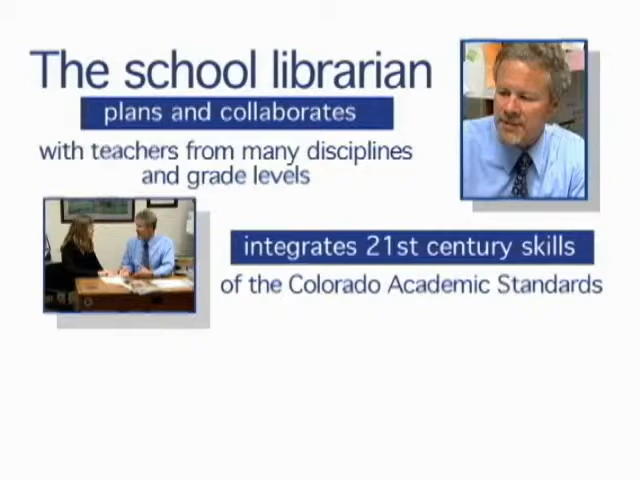 The school librarian
plans and collaborates
with teachers from many disciplines
and grade levels
integrates 21st century skills
of the Colorado Academic Standards